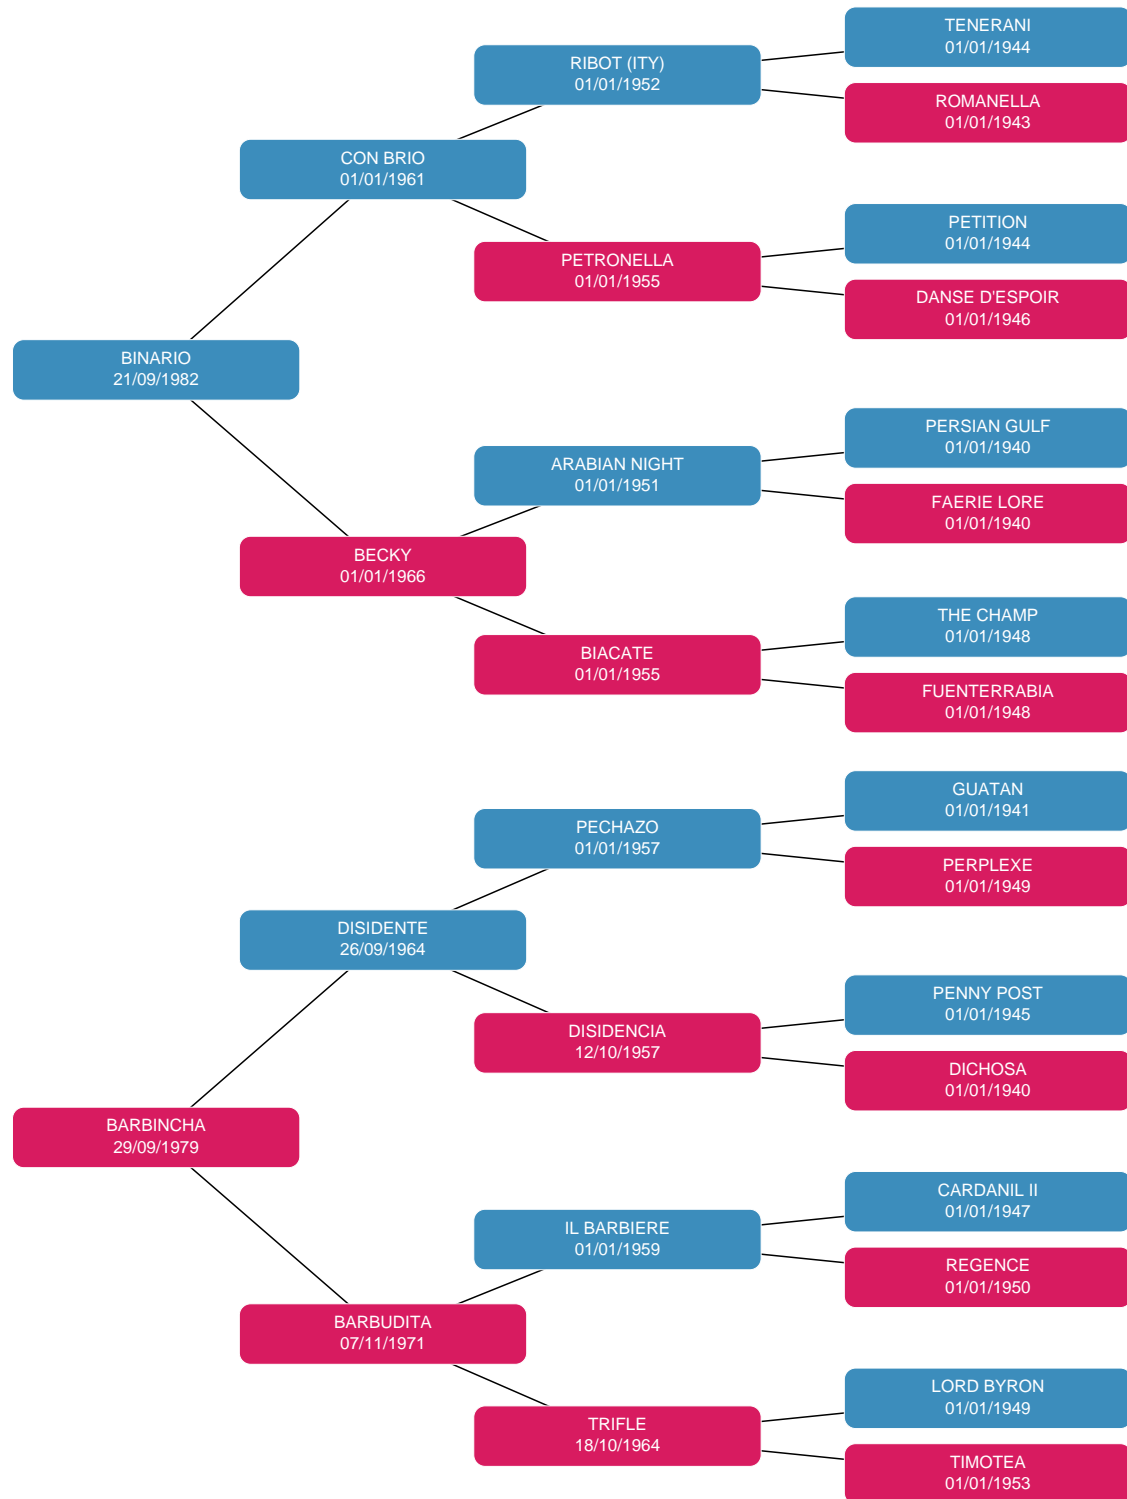 TENERANI
01/01/1944
RIBOT (ITY)
01/01/1952
ROMANELLA
01/01/1943
CON BRIO
01/01/1961
PETITION
01/01/1944
PETRONELLA
01/01/1955
DANSE D'ESPOIR
01/01/1946
BINARIO
21/09/1982
PERSIAN GULF
01/01/1940
ARABIAN NIGHT
01/01/1951
FAERIE LORE
01/01/1940
BECKY
01/01/1966
THE CHAMP
01/01/1948
BIACATE
01/01/1955
FUENTERRABIA
01/01/1948
GUATAN
01/01/1941
PECHAZO
01/01/1957
PERPLEXE
01/01/1949
DISIDENTE
26/09/1964
PENNY POST
01/01/1945
DISIDENCIA
12/10/1957
DICHOSA
01/01/1940
BARBINCHA
29/09/1979
CARDANIL II
01/01/1947
IL BARBIERE
01/01/1959
REGENCE
01/01/1950
BARBUDITA
07/11/1971
LORD BYRON
01/01/1949
TRIFLE
18/10/1964
TIMOTEA
01/01/1953